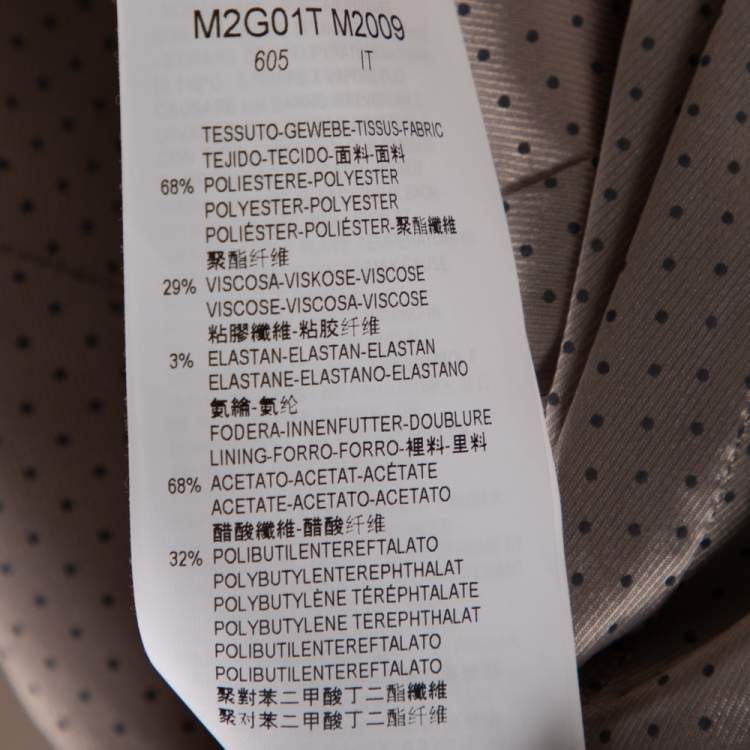 M2G01T M2009
605 IT
TESSUTO-GEWEBE-TISSUS-FABRIC
TEJIDO-TECIDO-面料-面料
68% POLIESTERE-POLYESTER
POLYESTER-POLYESTER
POLIÉSTER-POLIÉSTER-聚酯纖維
聚酯纤维
29% VISCOSA-VISKOSE-VISCOSE
VISCOSE-VISCOSA-VISCOSE
粘膠纖維-粘胶纤维
3% ELASTAN-ELASTAN-ELASTAN
ELASTANE-ELASTANO-ELASTANO
氨綸-氨纶
FODERA-INNENFUTTER-DOUBLURE
LINING-FORRO-FORRO-裡料-里料
68% ACETATO-ACETAT-ACÉTATE
ACETATE-ACETATO-ACETATO
醋酸纖維-醋酸纤维
32% POLIBUTILENTEREFTALATO
POLYBUTYLENTEREPHTHALAT
POLYBUTYLÈNE TÉRÉPHTALATE
POLYBUTYLENE TEREPHTHALAT
POLIBUTILENTEREFTALATO
POLIBUTILENTEREFTALATO
聚對苯二甲酸丁二酯纖維
聚对苯二甲酸丁二酯纤维